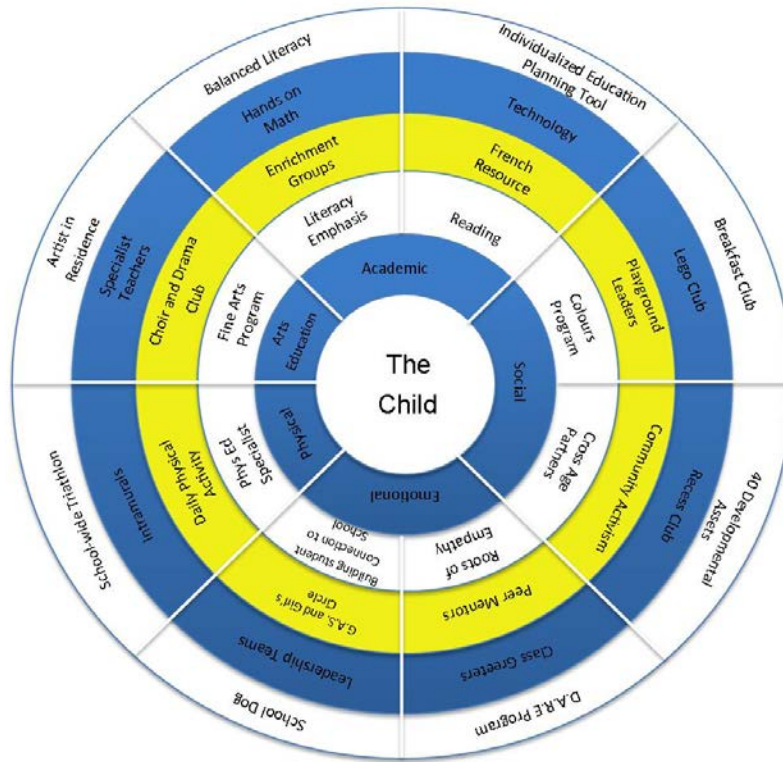 The
Child
Academic
Social
Emotional
Physical
Arts
Education
Literacy
Emphasis
Reading
Colours
Program
Cross Age
Partners
Roots of
Empathy
Building student
Connection to
School
Phys Ed
Specialist
Fine Arts
Program
Enrichment
Groups
French
Resource
Playground
Leaders
Community Activism
Peer Mentors
G.A.S, and Girl's
Circle
Daily Physical
Activity
Choir and Drama
Club
Hands on
Math
Technology
Lego Club
Recess Club
Class Greeters
Leadership Teams
Intramurals
Specialist
Teachers
Balanced Literacy
Individualized Education
Planning Tool
Breakfast Club
40 Developmental
Assets
D.A.R.E Program
School Dog
School-wide Triathlon
Artist in
Residence